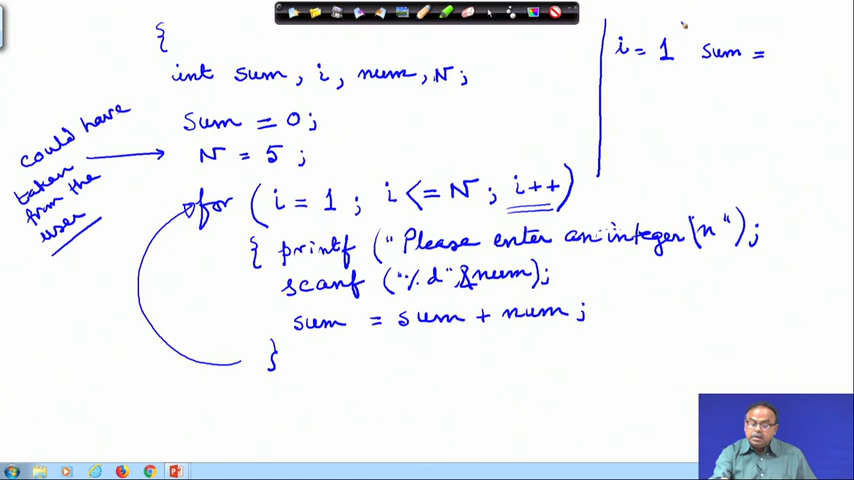 {
int sum, i, num, N;
sum = 0;
N = 5;
could have
taken
from the
user
for (i = 1; i <= N; i++)
{ printf ("Please enter an integer \n");
scanf ("%d", &num);
sum = sum + num;
}
i = 1 sum =